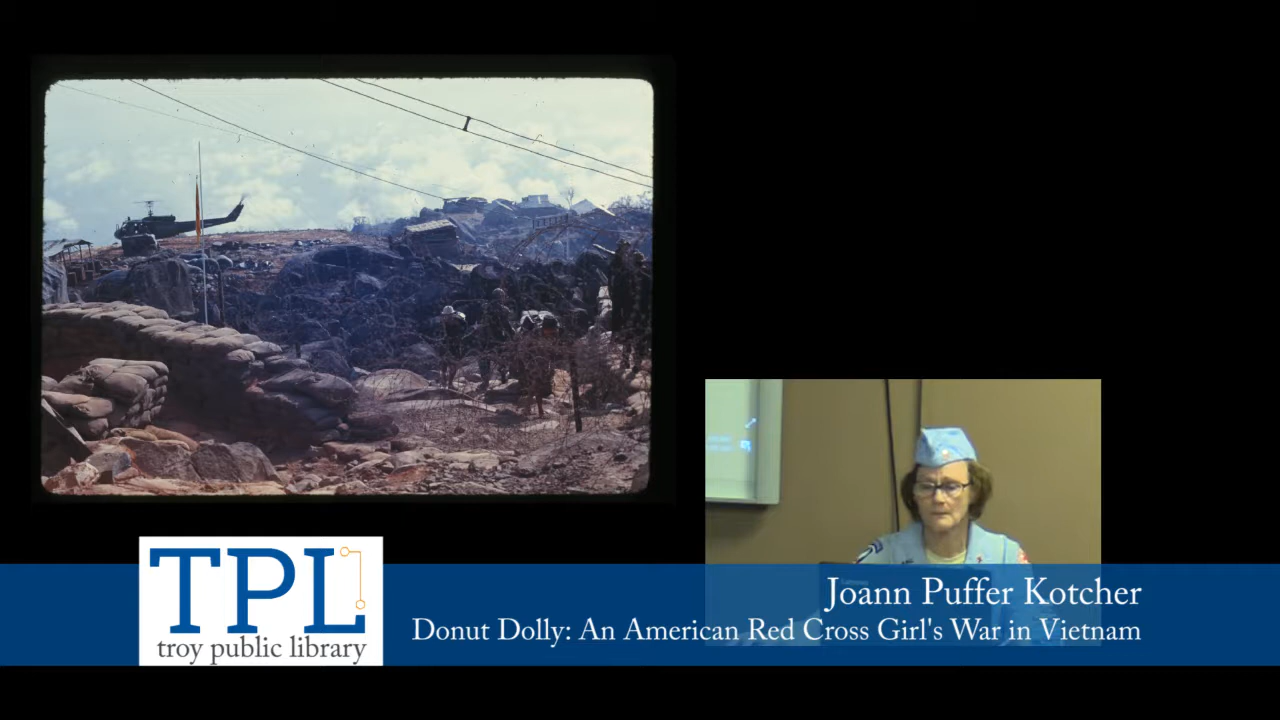 TPL
troy public library
Joann Puffer Kotcher
Donut Dolly: An American Red Cross Girl's War in Vietnam